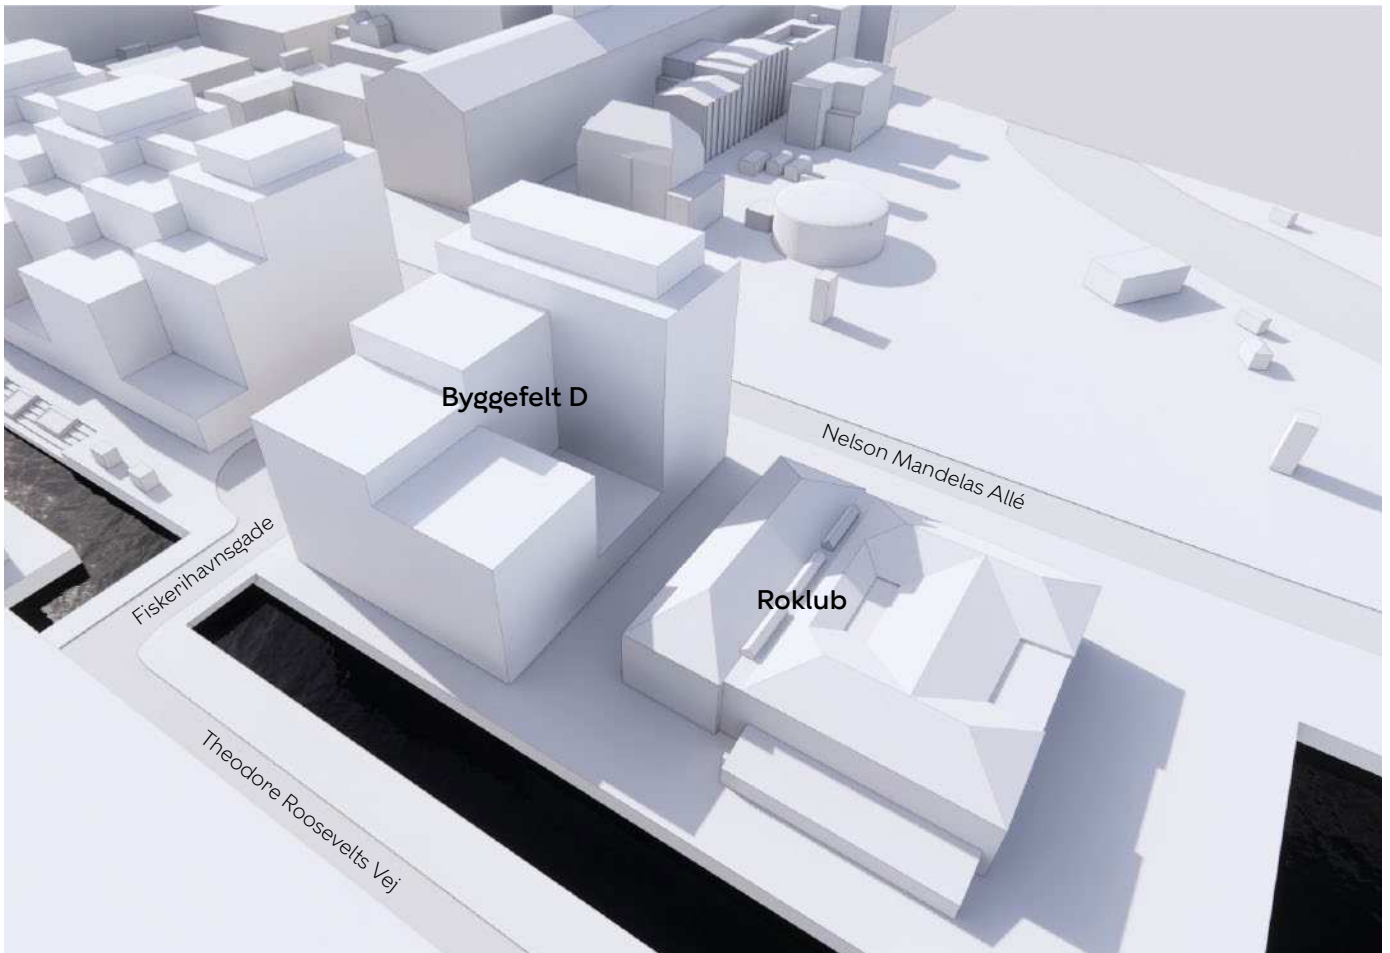 Byggefelt D
Nelson Mandelas Allé
Fiskerihavnsgade
Roklub
Theodore Roosevelts Vej